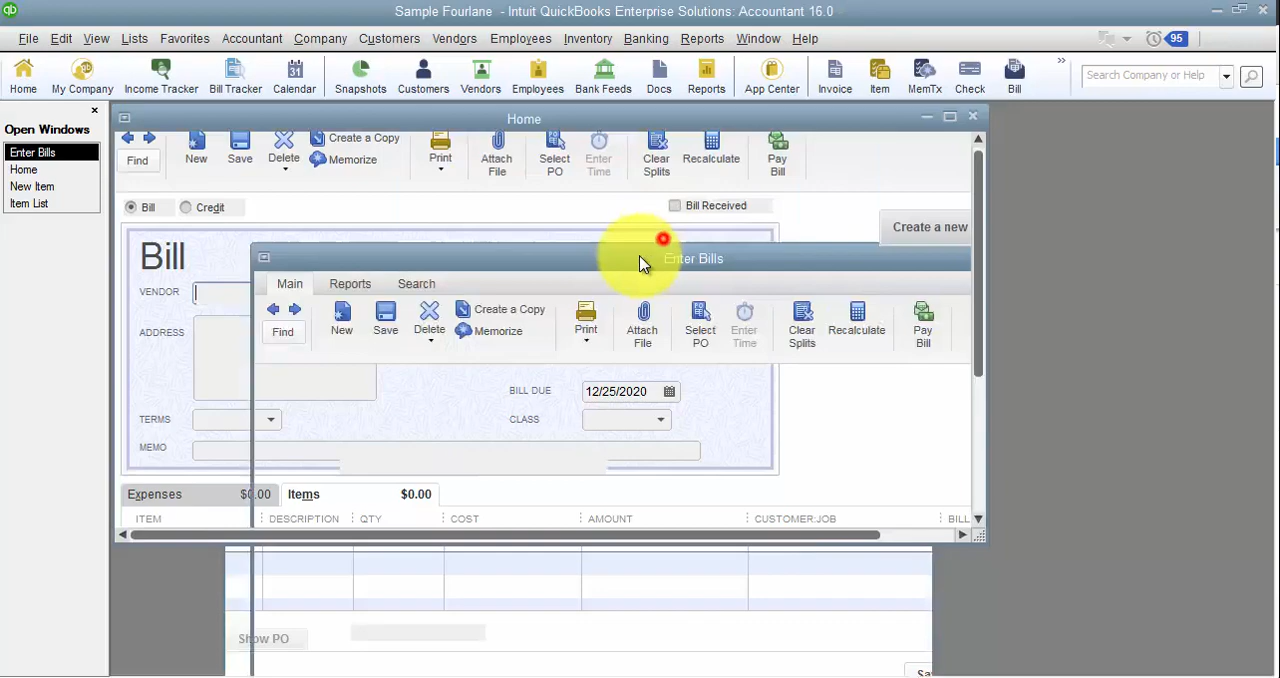 qb
Sample Fourlane - Intuit QuickBooks Enterprise Solutions: Accountant 16.0
File Edit View Lists Favorites Accountant Company Customers Vendors Employees Inventory Banking Reports Window Help 95
31
Home My Company Income Tracker Bill Tracker Calendar Snapshots Customers Vendors Employees Bank Feeds Docs Reports App Center Invoice Item MemTx Check Bill Search Company or Help
Open Windows
Enter Bills
Home
New Item
Item List
Home
Find New Save Delete Create a Copy
Memorize
Print Attach File Select PO Enter Time Clear Splits Recalculate Pay Bill
Bill Credit Bill Received
Create a new
Bill
VENDOR
ADDRESS
TERMS
MEMO
Enter Bills
Main Reports Search
Find New Save Delete Create a Copy
Memorize
Print Attach File Select PO Enter Time Clear Splits Recalculate Pay Bill
BILL DUE 12/25/2020
CLASS
Expenses $0.00 Items $0.00
ITEM DESCRIPTION QTY COST AMOUNT CUSTOMER:JOB BILL
Show PO